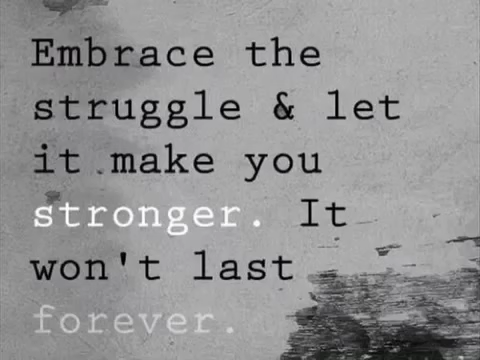 Embrace the
struggle & let
it make you
stronger. It
won't last
forever.